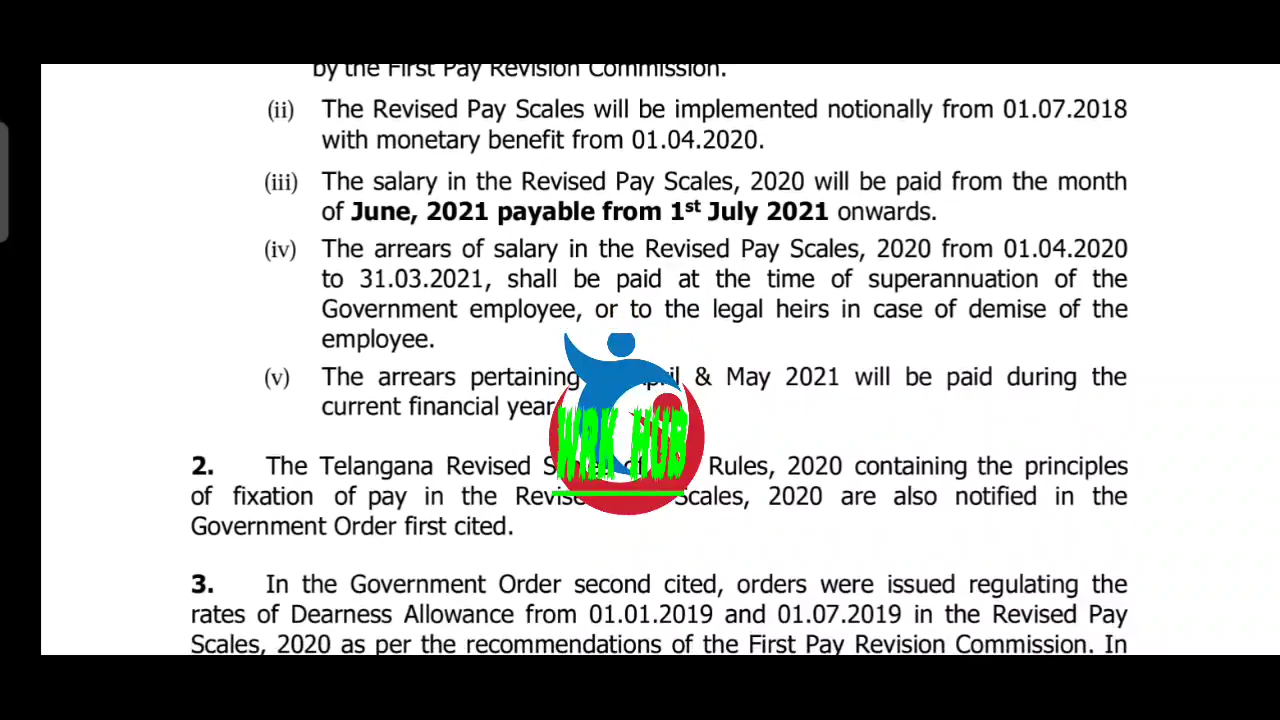 by the First Pay Revision Commission.
(ii) The Revised Pay Scales will be implemented notionally from 01.07.2018
with monetary benefit from 01.04.2020.
(iii) The salary in the Revised Pay Scales, 2020 will be paid from the month
of June, 2021 payable from 1st July 2021 onwards.
(iv) The arrears of salary in the Revised Pay Scales, 2020 from 01.04.2020
to 31.03.2021, shall be paid at the time of superannuation of the
Government employee, or to the legal heirs in case of demise of the
employee.
(v) The arrears pertaining April & May 2021 will be paid during the
current financial year
WRK HUB
2. The Telangana Revised Rules, 2020 containing the principles
of fixation of pay in the Scales, 2020 are also notified in the
Government Order first cited.
3. In the Government Order second cited, orders were issued regulating the
rates of Dearness Allowance from 01.01.2019 and 01.07.2019 in the Revised Pay
Scales, 2020 as per the recommendations of the First Pay Revision Commission. In